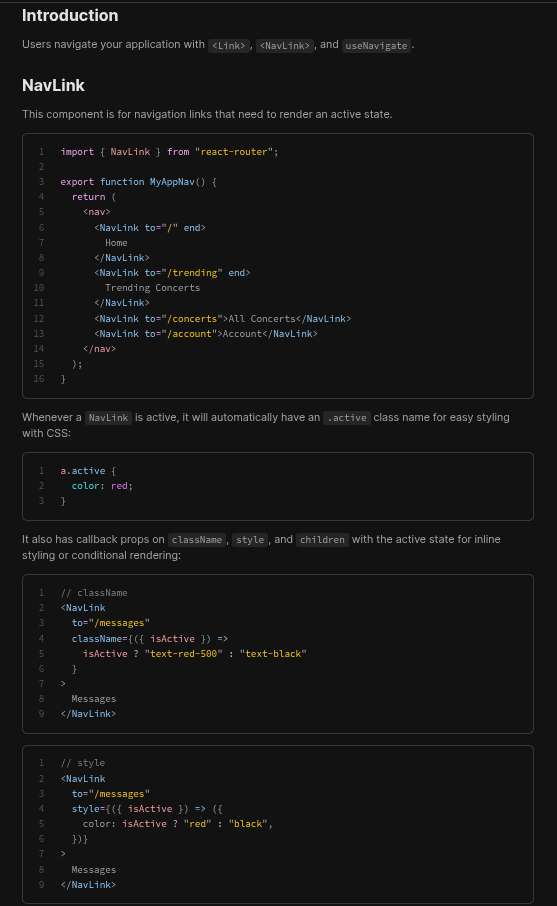 Introduction
Users navigate your application with <Link>, <NavLink>, and useNavigate.
NavLink
This component is for navigation links that need to render an active state.
1 import { NavLink } from "react-router";
2
3 export function MyAppNav() {
4   return (
5     <nav>
6       <NavLink to="/" end>
7         Home
8       </NavLink>
9       <NavLink to="/trending" end>
10         Trending Concerts
11       </NavLink>
12       <NavLink to="/concerts">All Concerts</NavLink>
13       <NavLink to="/account">Account</NavLink>
14     </nav>
15   );
16 }
Whenever a NavLink is active, it will automatically have an .active class name for easy styling
with CSS:
1 a.active {
2   color: red;
3 }
It also has callback props on className, style, and children with the active state for inline
styling or conditional rendering:
1 // className
2 <NavLink
3   to="/messages"
4   className={({ isActive }) =>
5     isActive ? "text-red-500" : "text-black"
6   }
7 >
8   Messages
9 </NavLink>
1 // style
2 <NavLink
3   to="/messages"
4   style={({ isActive }) => ({
5     color: isActive ? "red" : "black",
6   })}
7 >
8   Messages
9 </NavLink>